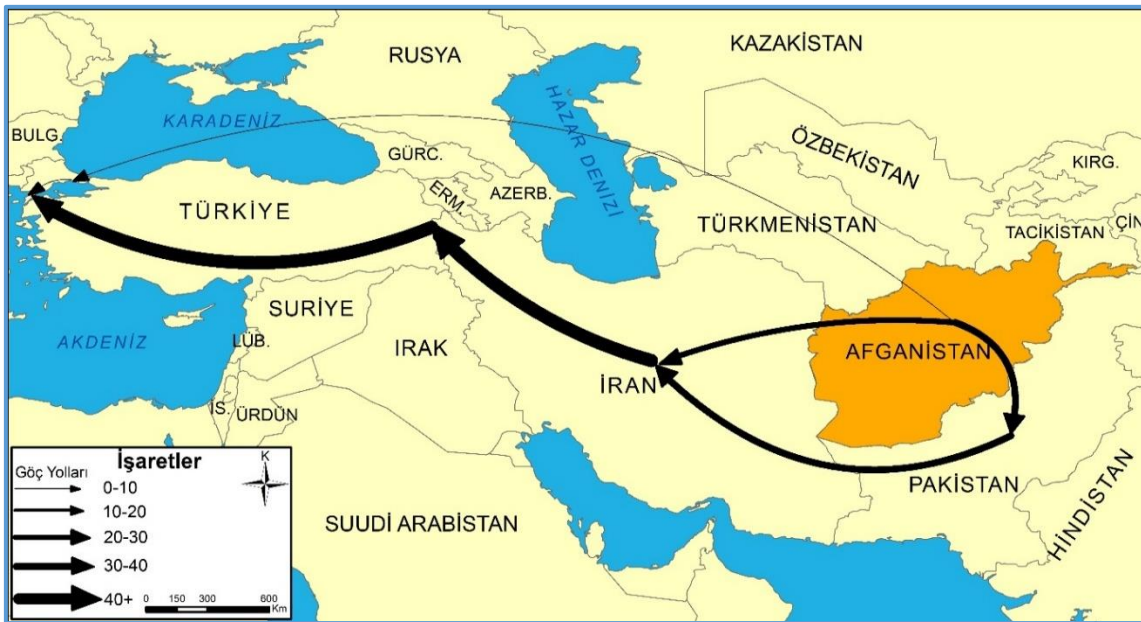 RUSYA
KAZAKİSTAN
HAZAR DENİZİ
KARADENİZ
BULG.
GÜRC.
ÖZBEKİSTAN
KIRG.
ERM.
AZERB.
TÜRKİYE
TÜRKMENİSTAN
TACİKİSTAN
ÇİN
SURİYE
AKDENİZ
LÜB.
IRAK
İRAN
AFGANİSTAN
İS.
ÜRDÜN
PAKİSTAN
HİNDİSTAN
SUUDİ ARABİSTAN
İşaretler
K
Göç Yolları
0-10
10-20
20-30
30-40
40+
0 150 300 600
Km